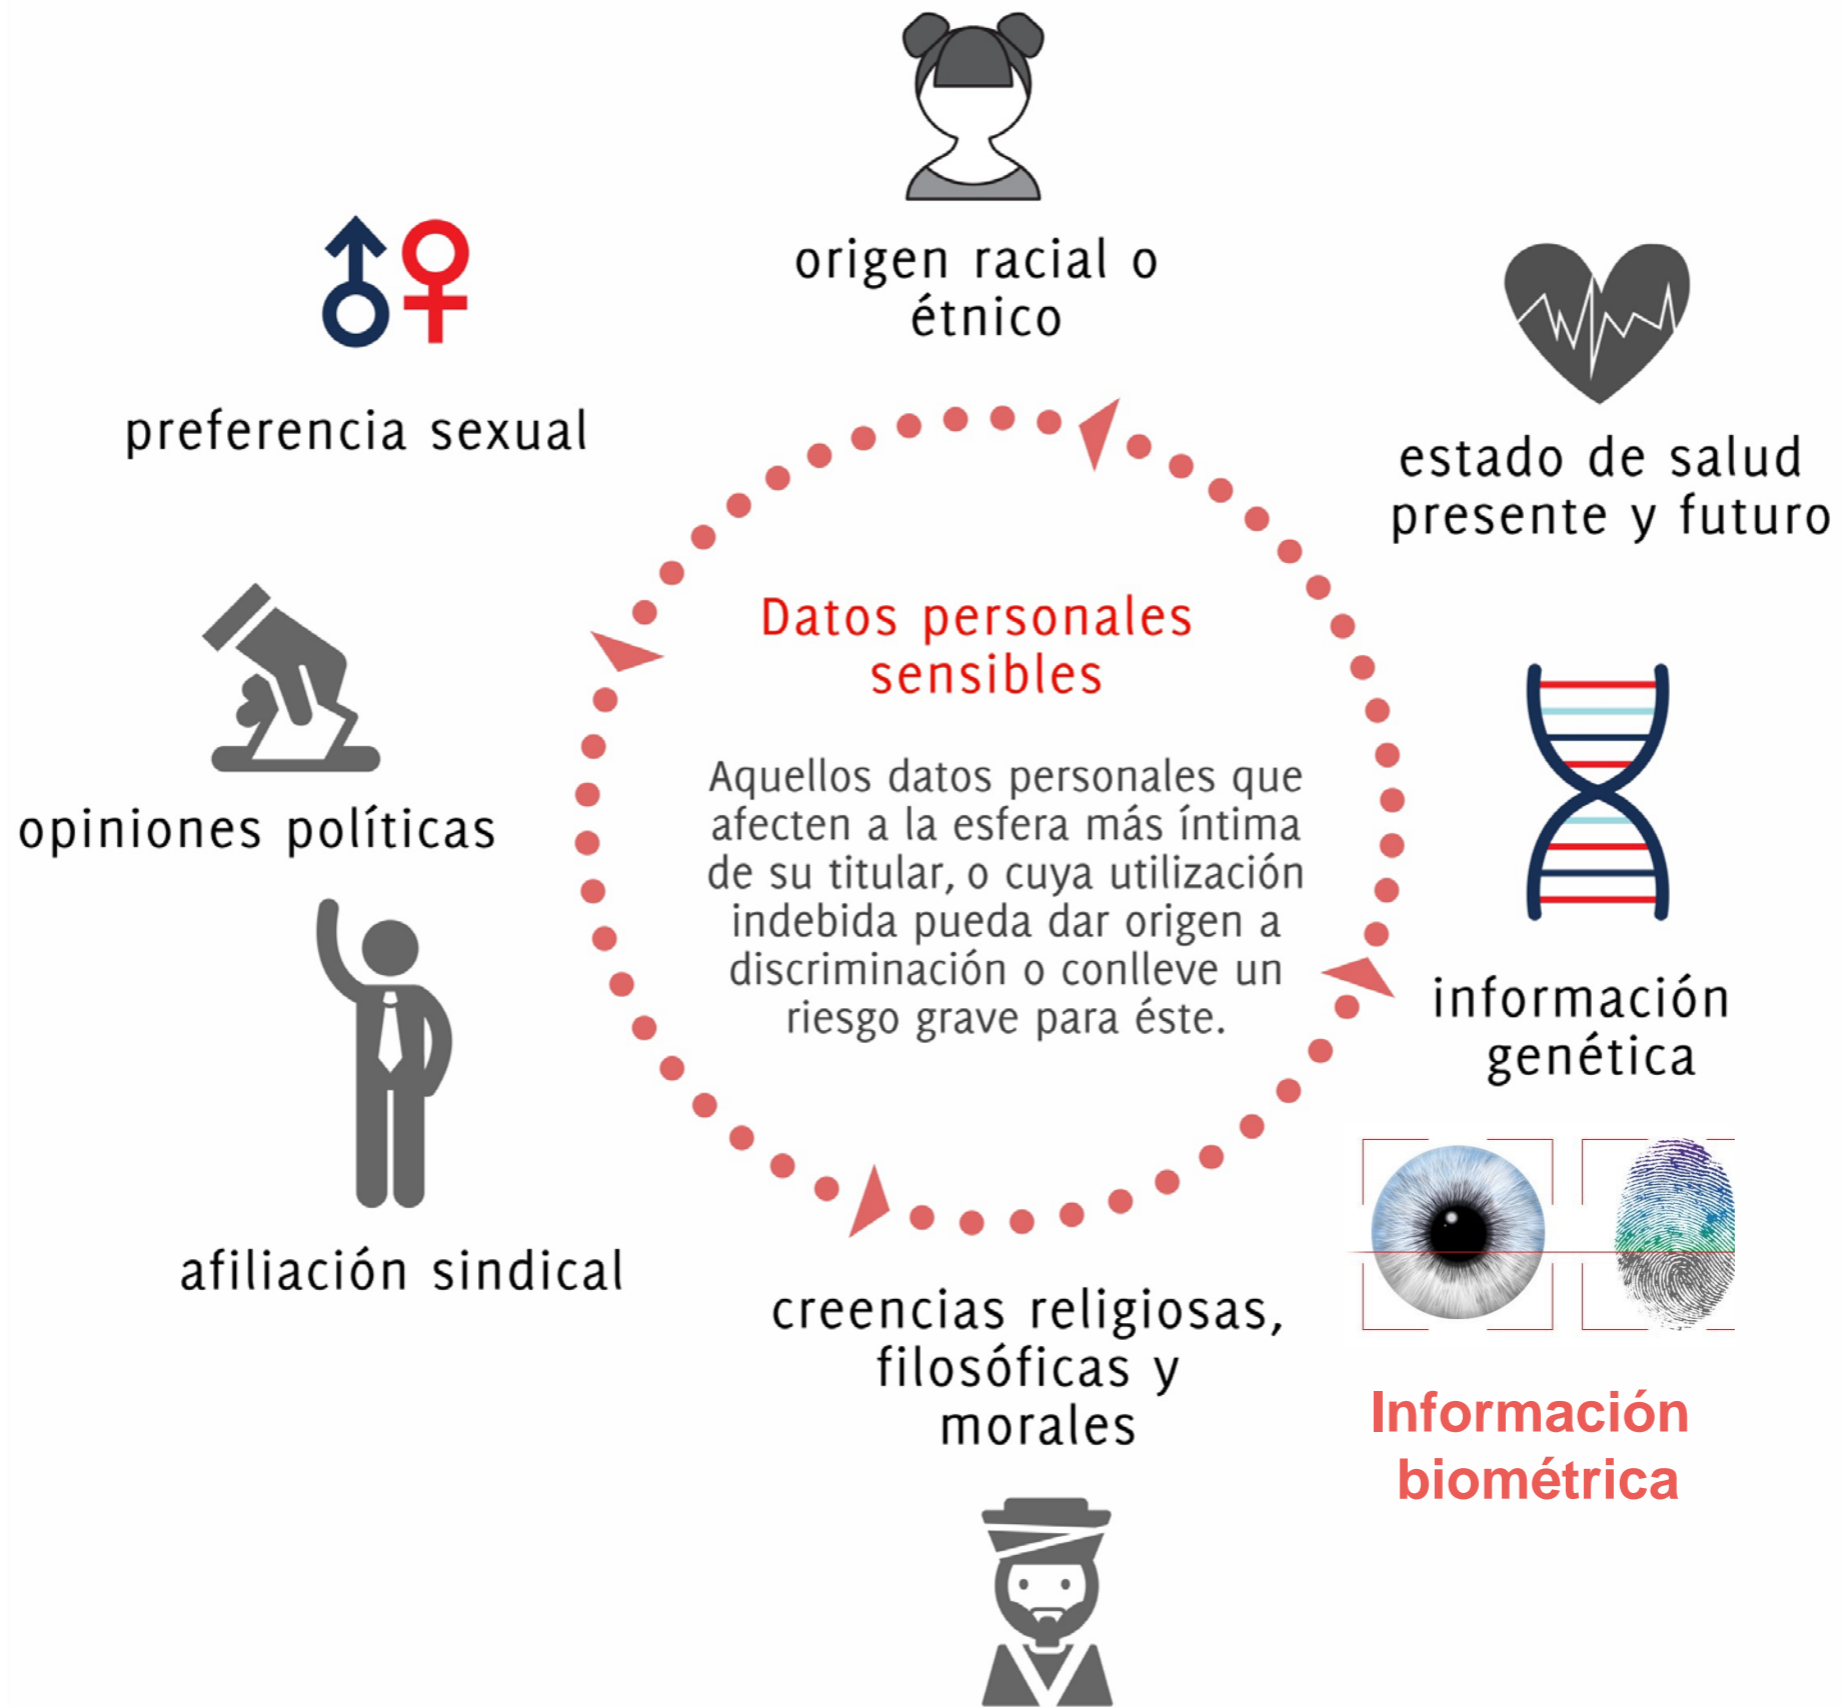 origen racial o
étnico
preferencia sexual
estado de salud
presente y futuro
Datos personales
sensibles
Aquellos datos personales que
afecten a la esfera más íntima
de su titular, o cuya utilización
indebida pueda dar origen a
discriminación o conlleve un
riesgo grave para éste.
opiniones políticas
información
genética
afiliación sindical
creencias religiosas,
filosóficas y
morales
Información
biométrica